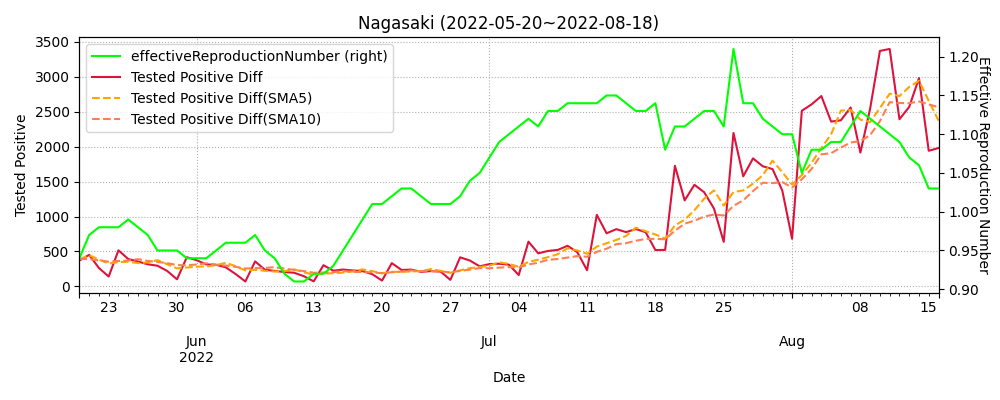 Nagasaki (2022-05-20~2022-08-18)
effectiveReproductionNumber (right)
Tested Positive Diff
Tested Positive Diff(SMA5)
Tested Positive Diff(SMA10)
Tested Positive
3500
3000
2500
2000
1500
1000
500
0
1.20
1.15
1.10
1.05
1.00
0.95
0.90
Effective Reproduction Number
23 30 06 13 20 27 04 11 18 25 08 15
Jun Jul Aug
2022
Date